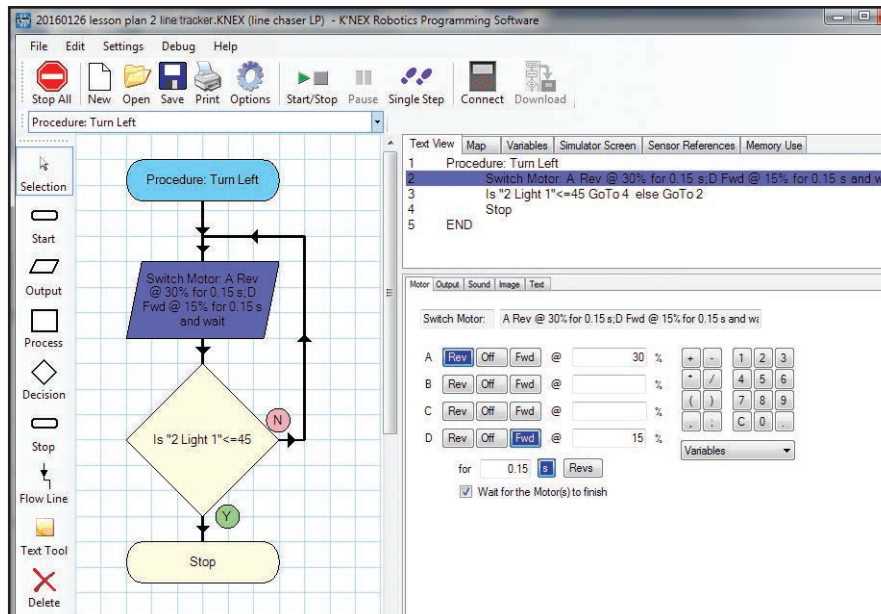 20160126 lesson plan 2 line tracker.KNEX (line chaser LP) - K'NEX Robotics Programming Software
File Edit Settings Debug Help
Stop All New Open Save Print Options Start/Stop Pause Single Step Connect Download
Procedure: Turn Left
Selection
Start
Output
Process
Decision
Stop
Flow Line
Text Tool
Delete
Procedure: Turn Left
Switch Motor: A Rev
@ 30% for 0.15 s;D
Fwd @ 15% for 0.15 s
and wait
Is "2 Light 1"<=45
N
Y
Stop
Text View Map Variables Simulator Screen Sensor References Memory Use
1 Procedure: Turn Left
2 Switch Motor: A Rev @ 30% for 0.15 s;D Fwd @ 15% for 0.15 s and w
3 Is "2 Light 1"<=45 GoTo 4 else GoTo 2
4 Stop
5 END
Motor Output Sound Image Text
Switch Motor: A Rev @ 30% for 0.15 s;D Fwd @ 15% for 0.15 s and wa
A Rev Off Fwd @ 30 %
B Rev Off Fwd @ %
C Rev Off Fwd @ %
D Rev Off Fwd @ 15 %
for 0.15 s Revs
Wait for the Motor(s) to finish
+ - 1 2 3
* / 4 5 6
( ) 7 8 9
, ; C 0 .
Variables